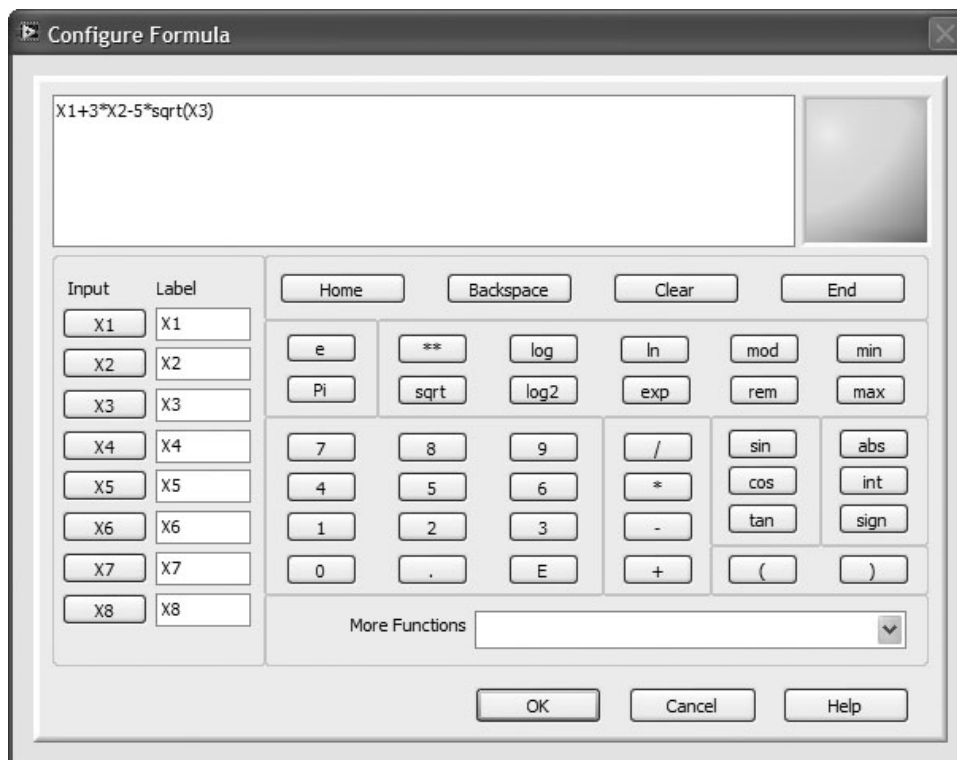 Configure Formula
X1+3*X2-5*sqrt(X3)
Input Label Home Backspace Clear End
X1 X1
e ** log ln mod min
X2 X2
Pi sqrt log2 exp rem max
X3 X3
X4 X4 7 8 9 / sin abs
X5 X5 4 5 6 * cos int
X6 X6 1 2 3 - tan sign
X7 X7 0 . E + ( )
X8 X8
More Functions
OK Cancel Help